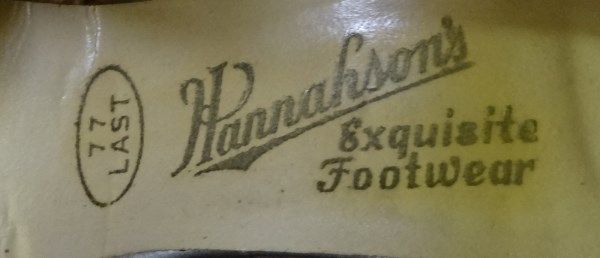 77
LAST
Hannahson's
Exquisite
Footwear